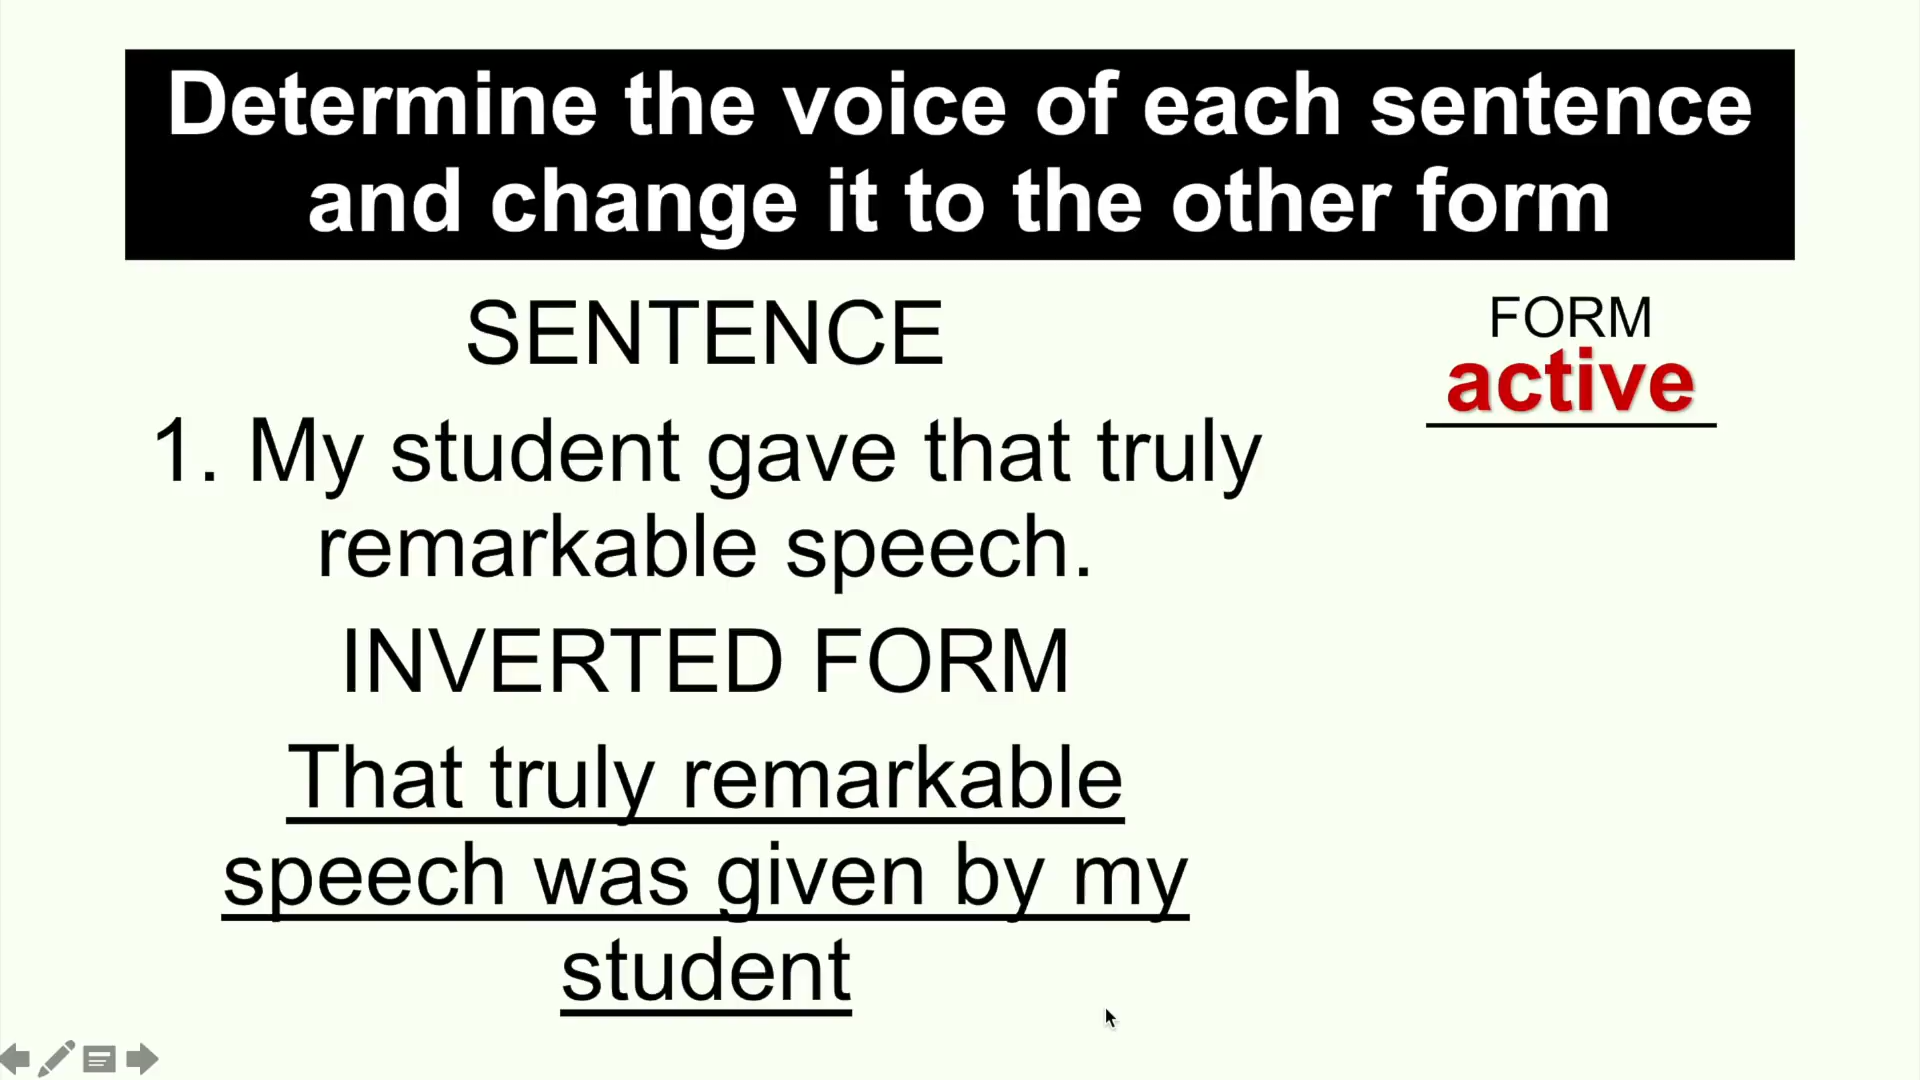 Determine the voice of each sentence
and change it to the other form
SENTENCE
FORM
active
1. My student gave that truly
remarkable speech.
INVERTED FORM
That truly remarkable
speech was given by my
student